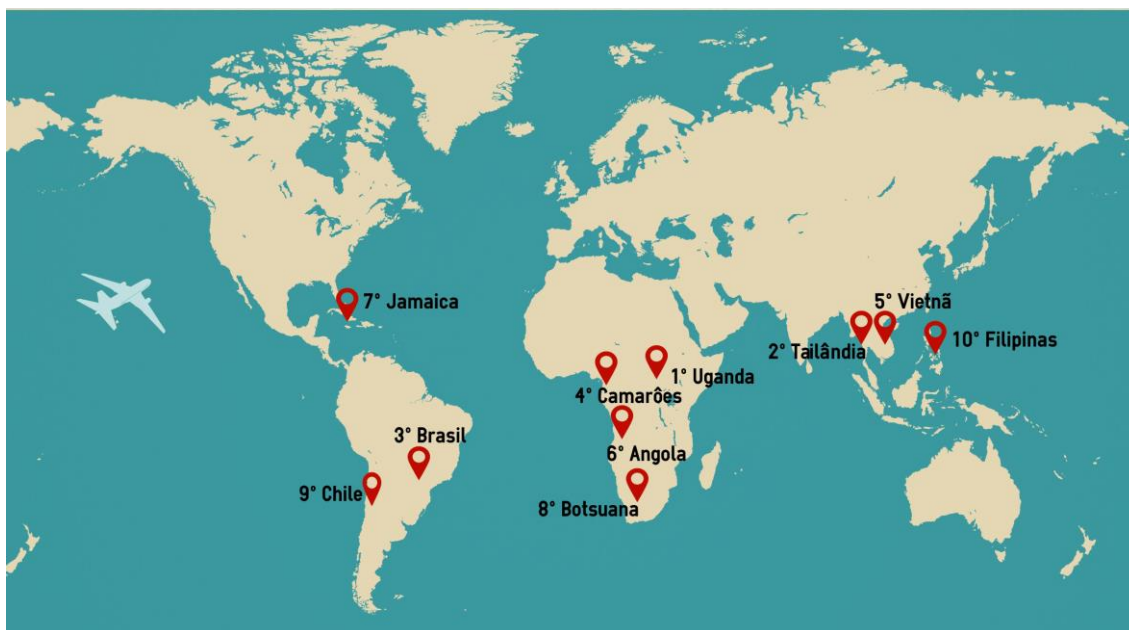 7° Jamaica
5° Vietnã
2° Tailândia
10° Filipinas
1° Uganda
4° Camarões
3° Brasil
6° Angola
9° Chile
8° Botsuana